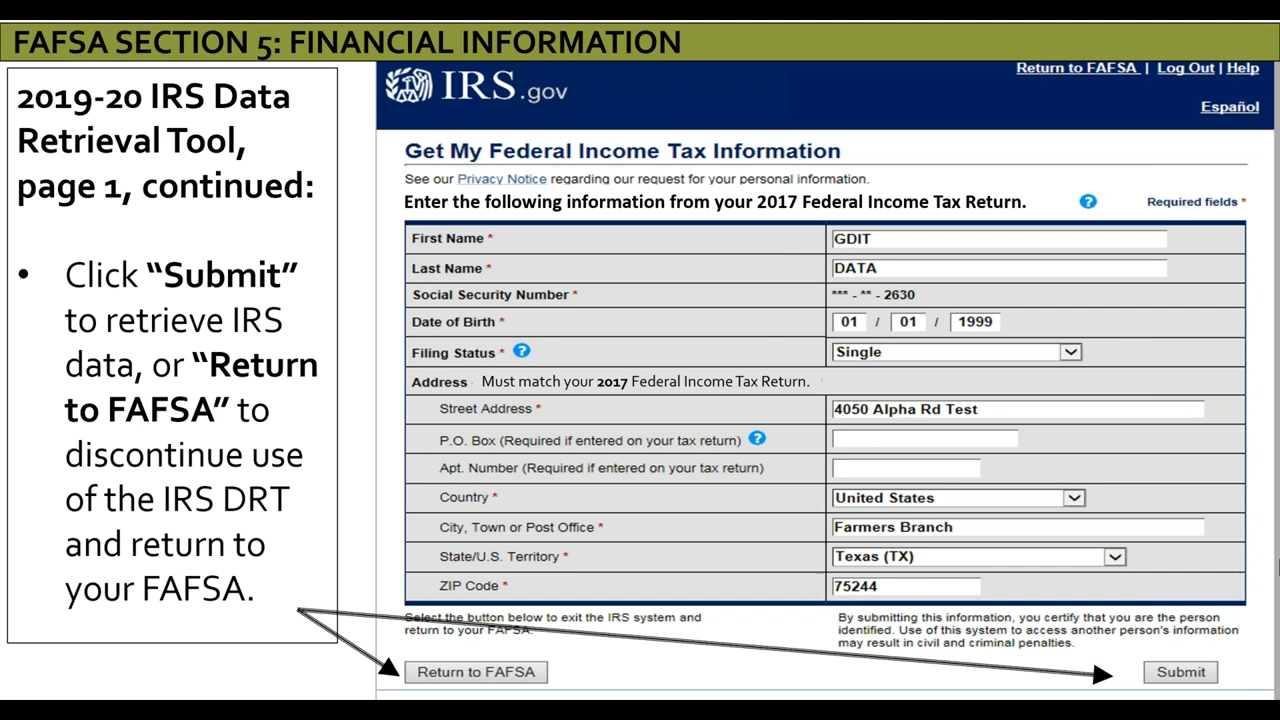 FAFSA SECTION 5: FINANCIAL INFORMATION
2019-20 IRS Data
Retrieval Tool,
page 1, continued:
• Click “Submit”
to retrieve IRS
data, or “Return
to FAFSA” to
discontinue use
of the IRS DRT
and return to
your FAFSA.
IRS.gov
Return to FAFSA | Log Out | Help
Español
Get My Federal Income Tax Information
See our Privacy Notice regarding our request for your personal information.
Enter the following information from your 2017 Federal Income Tax Return. ? Required fields *
First Name * GDIT
Last Name * DATA
Social Security Number * *** - ** - 2630
Date of Birth * 01 / 01 / 1999
Filing Status * ? Single
Address Must match your 2017 Federal Income Tax Return.
Street Address * 4050 Alpha Rd Test
P.O. Box (Required if entered on your tax return) ?
Apt. Number (Required if entered on your tax return)
Country * United States
City, Town or Post Office * Farmers Branch
State/U.S. Territory * Texas (TX)
ZIP Code * 75244
Select the button below to exit the IRS system and
return to your FAFSA.
By submitting this information, you certify that you are the person
identified. Use of this system to access another person's information
may result in civil and criminal penalties.
Return to FAFSA
Submit